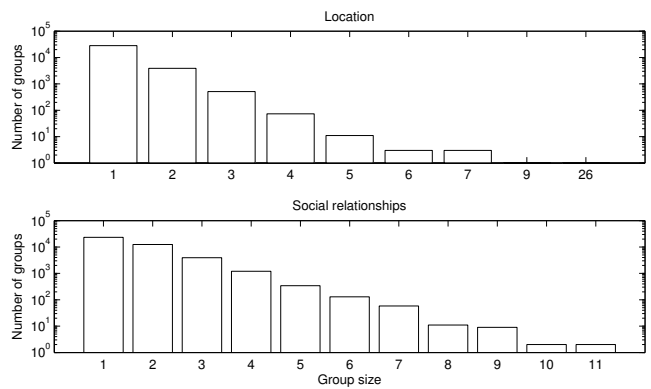 Location
Number of groups
10^5
10^4
10^3
10^2
10^1
10^0
1 2 3 4 5 6 7 9 26
Social relationships
Number of groups
10^5
10^4
10^3
10^2
10^1
10^0
1 2 3 4 5 6 7 8 9 10 11
Group size